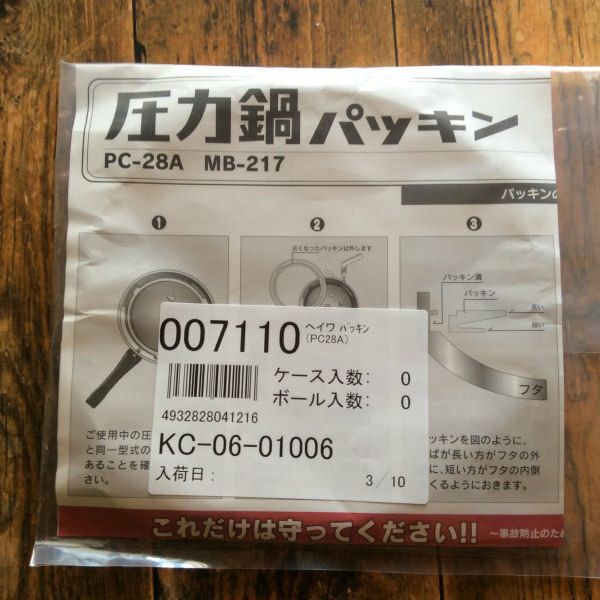 圧力鍋パッキン
PC-28A MB-217
パッキンの
❶
❷
❸
古くなったパッキンは外します
パッキン溝
パッキン
長い
短い
フタ
007110
ヘイワ パッキン
(PC28A)
ケース入数: 0
ボール入数: 0
4932828041216
KC-06-01006
入荷日:
3/10
ご使用中の圧
と同一型式の
あることを確
さい。
ッキンを図のように、
ばが長い方がフタの外
に、短い方がフタの内側
くるようにおきます。
これだけは守ってください!!
～事故防止のため